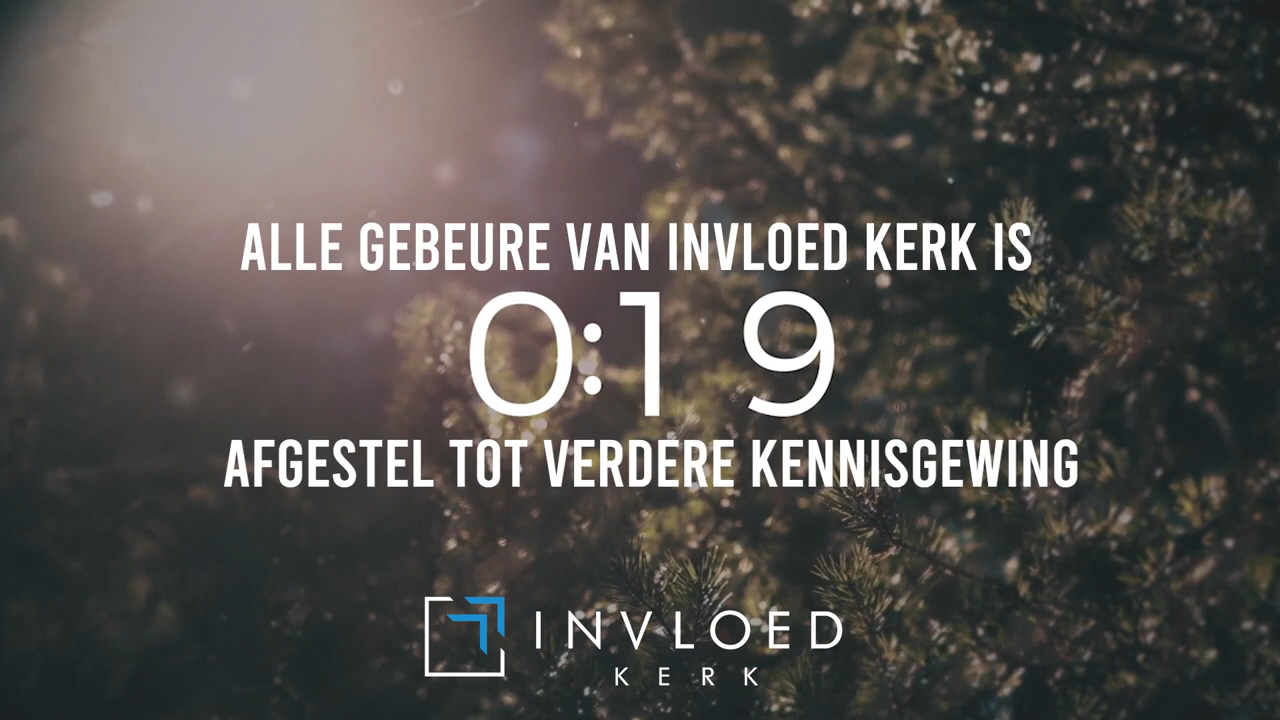 ALLE GEBEURE VAN INVLOED KERK IS
0:19
AFGESTEL TOT VERDERE KENNISGEWING
INVLOED
KERK